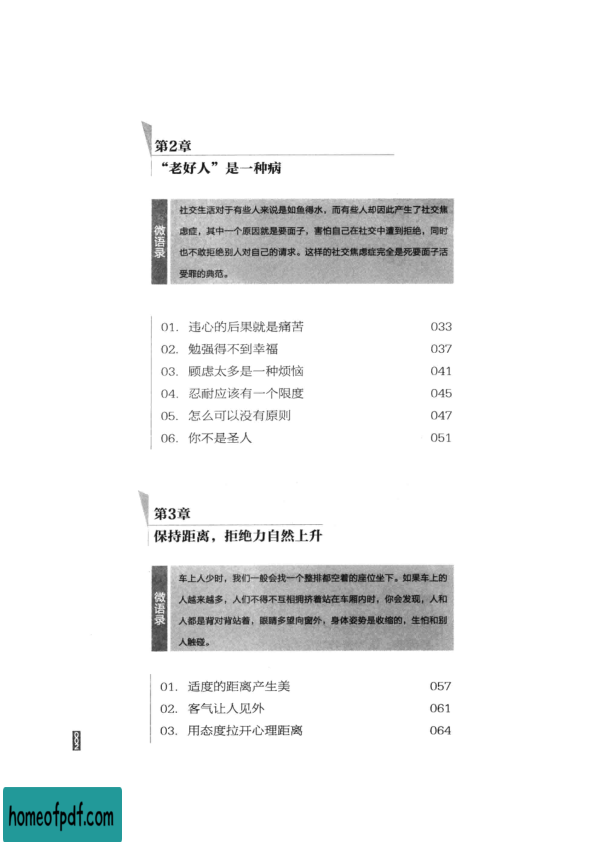 第2章
“老好人”是一种病
微语录
社交生活对于有些人来说是如鱼得水，而有些人却因此产生了社交焦
虑症，其中一个原因就是要面子，害怕自己在社交中遭到拒绝，同时
也不敢拒绝别人对自己的请求。这样的社交焦虑症完全是死要面子活
受罪的典范。
01. 违心的后果就是痛苦 033
02. 勉强得不到幸福 037
03. 顾虑太多是一种烦恼 041
04. 忍耐应该有一个限度 045
05. 怎么可以没有原则 047
06. 你不是圣人 051
第3章
保持距离，拒绝力自然上升
微语录
车上人少时，我们一般会找一个整排都空着的座位坐下。如果车上的
人越来越多，人们不得不互相拥挤着站在车厢内时，你会发现，人和
人都是背对背站着，眼睛多望向窗外，身体姿势是收缩的，生怕和别
人触碰。
01. 适度的距离产生美 057
02. 客气让人见外 061
03. 用态度拉开心理距离 064
002
homeofpdf.com